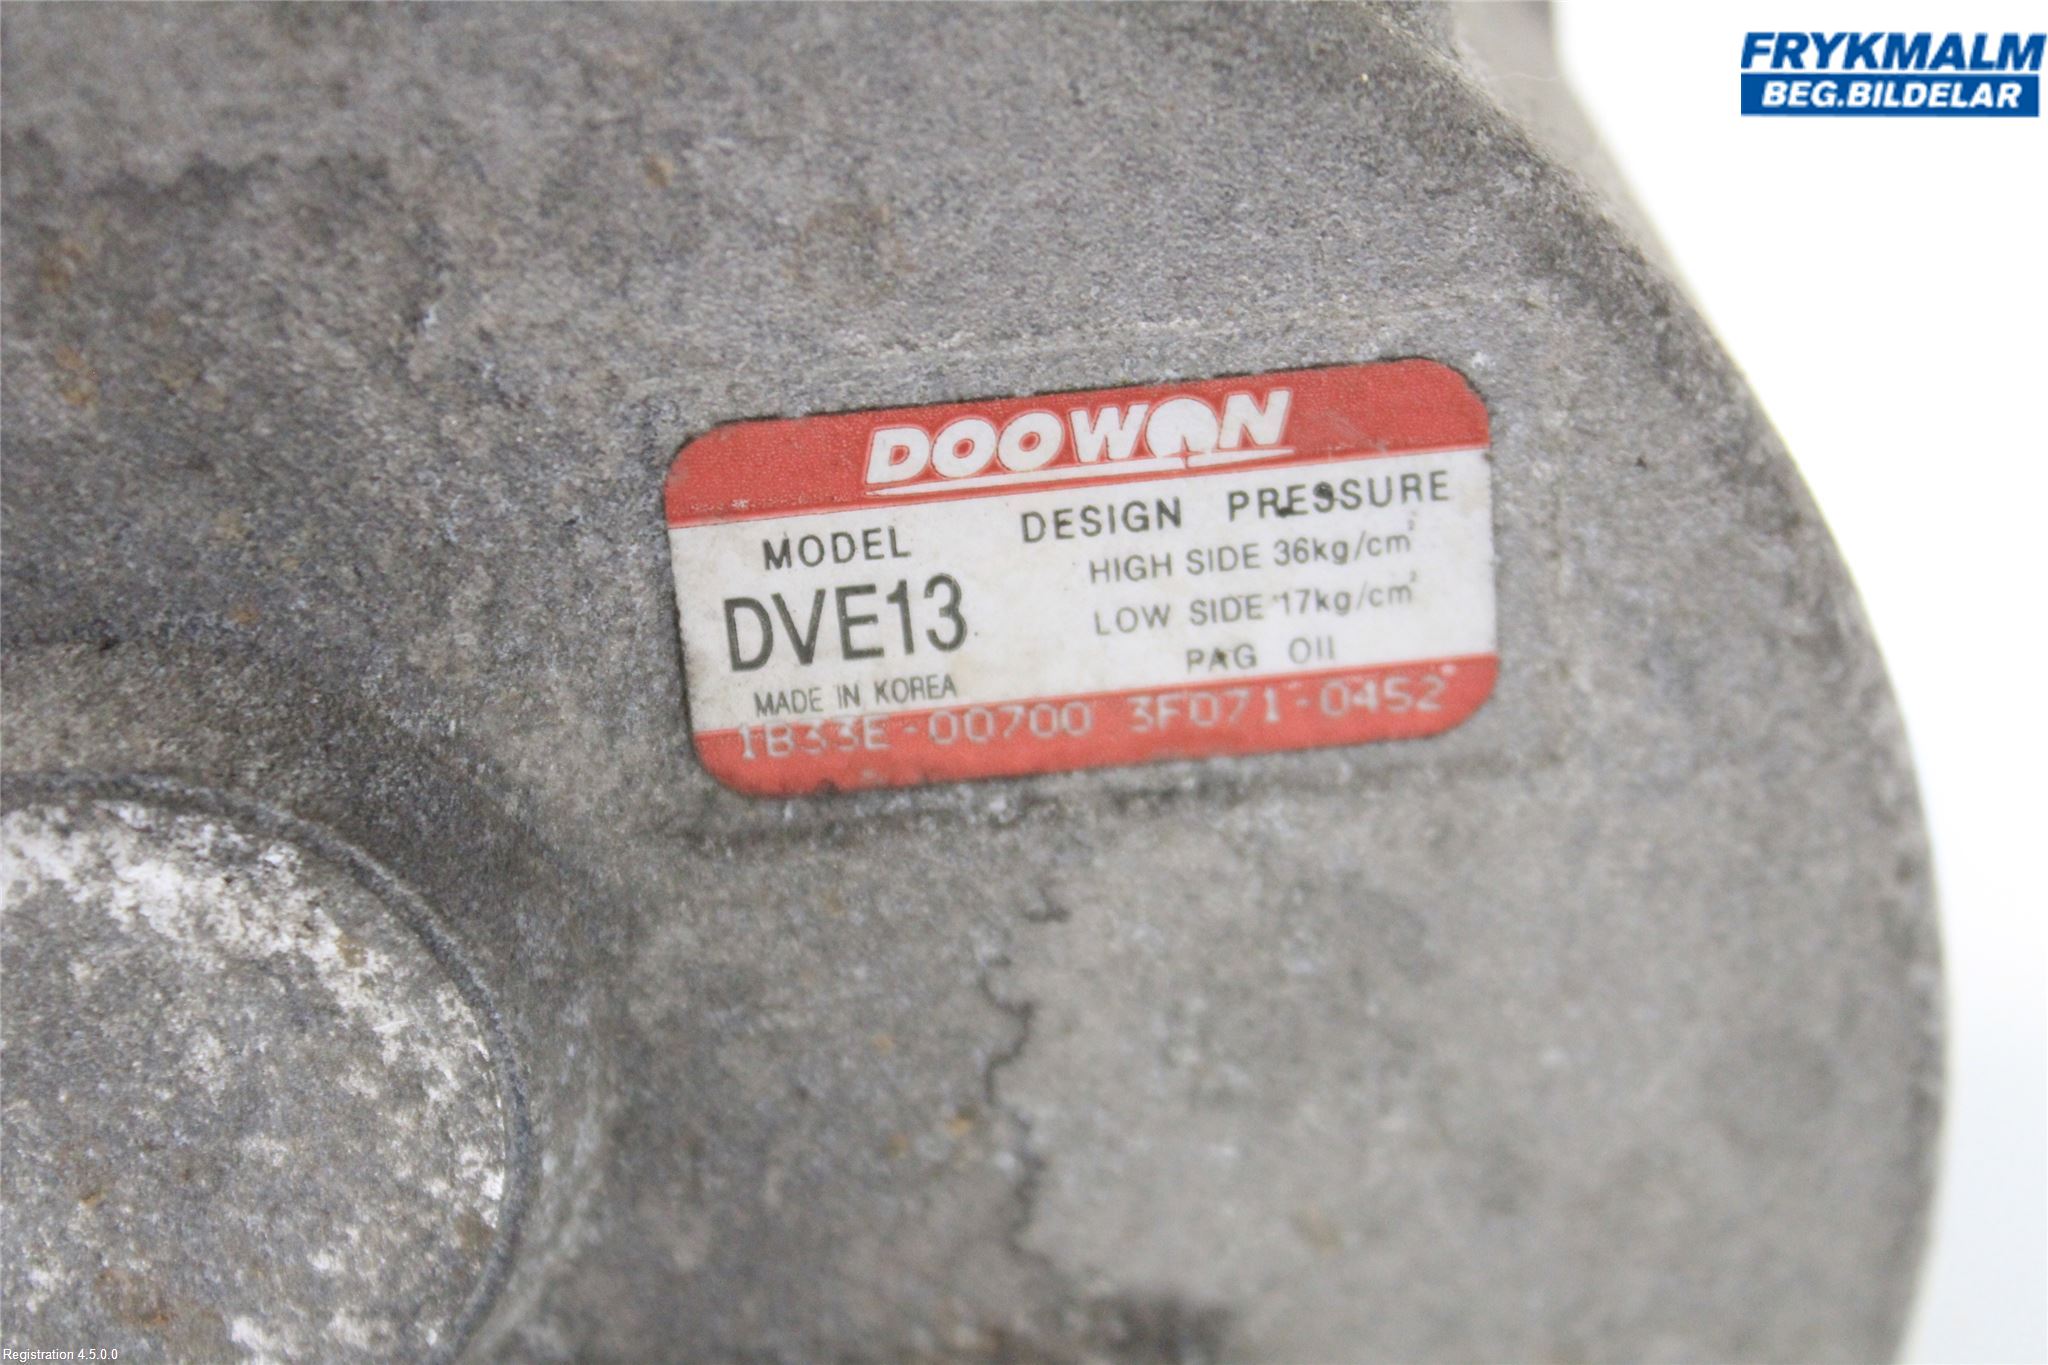 FRYKMALM
BEG.BILDELAR
DOOWON
MODEL
DVE13
MADE IN KOREA
DESIGN PRESSURE
HIGH SIDE 36kg/cm²
LOW SIDE 17kg/cm²
PAG OIl
1B33E-00700 3F071-0452
Registration 4.5.0.0